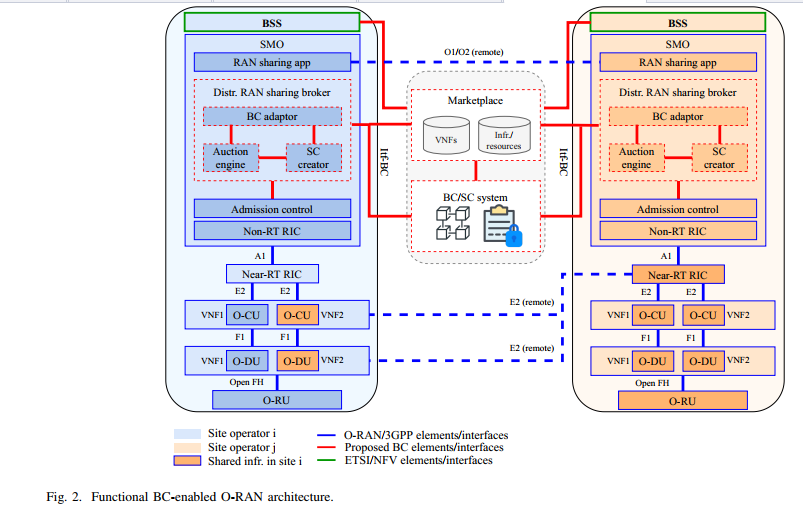 BSS
SMO
RAN sharing app
Distr. RAN sharing broker
BC adaptor
Auction
engine
SC
creator
Admission control
Non-RT RIC
A1
Near-RT RIC
E2
E2
VNF1
O-CU
O-CU
VNF2
F1
F1
VNF1
O-DU
O-DU
VNF2
Open FH
O-RU
O1/O2 (remote)
Marketplace
VNFs
Infr./
resources
Itf-BC
Itf-BC
BC/SC system
E2 (remote)
E2 (remote)
BSS
SMO
RAN sharing app
Distr. RAN sharing broker
BC adaptor
Auction
engine
SC
creator
Admission control
Non-RT RIC
A1
Near-RT RIC
E2
E2
VNF1
O-CU
O-CU
VNF2
F1
F1
VNF1
O-DU
O-DU
VNF2
Open FH
O-RU
Site operator i
Site operator j
Shared infr. in site i
O-RAN/3GPP elements/interfaces
Proposed BC elements/interfaces
ETSI/NFV elements/interfaces
Fig. 2. Functional BC-enabled O-RAN architecture.